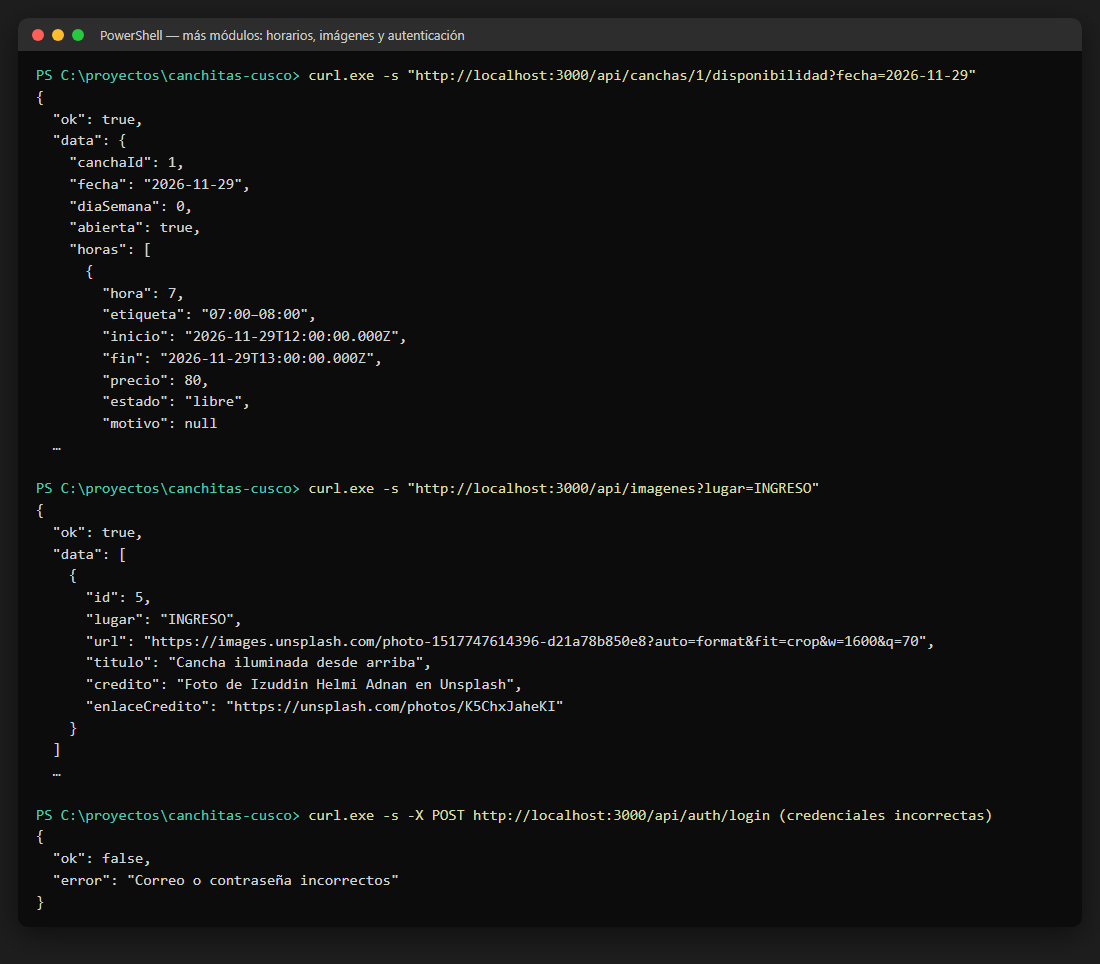 PowerShell — más módulos: horarios, imágenes y autenticación
PS C:\proyectos\canchitas-cusco> curl.exe -s "http://localhost:3000/api/canchas/1/disponibilidad?fecha=2026-11-29"
{
  "ok": true,
  "data": {
    "canchaId": 1,
    "fecha": "2026-11-29",
    "diaSemana": 0,
    "abierta": true,
    "horas": [
      {
        "hora": 7,
        "etiqueta": "07:00–08:00",
        "inicio": "2026-11-29T12:00:00.000Z",
        "fin": "2026-11-29T13:00:00.000Z",
        "precio": 80,
        "estado": "libre",
        "motivo": null
  …
PS C:\proyectos\canchitas-cusco> curl.exe -s "http://localhost:3000/api/imagenes?lugar=INGRESO"
{
  "ok": true,
  "data": [
    {
      "id": 5,
      "lugar": "INGRESO",
      "url": "https://images.unsplash.com/photo-1517747614396-d21a78b850e8?auto=format&fit=crop&w=1600&q=70",
      "titulo": "Cancha iluminada desde arriba",
      "credito": "Foto de Izuddin Helmi Adnan en Unsplash",
      "enlaceCredito": "https://unsplash.com/photos/K5ChxJaheKI"
    }
  ]
  …
PS C:\proyectos\canchitas-cusco> curl.exe -s -X POST http://localhost:3000/api/auth/login (credenciales incorrectas)
{
  "ok": false,
  "error": "Correo o contraseña incorrectos"
}